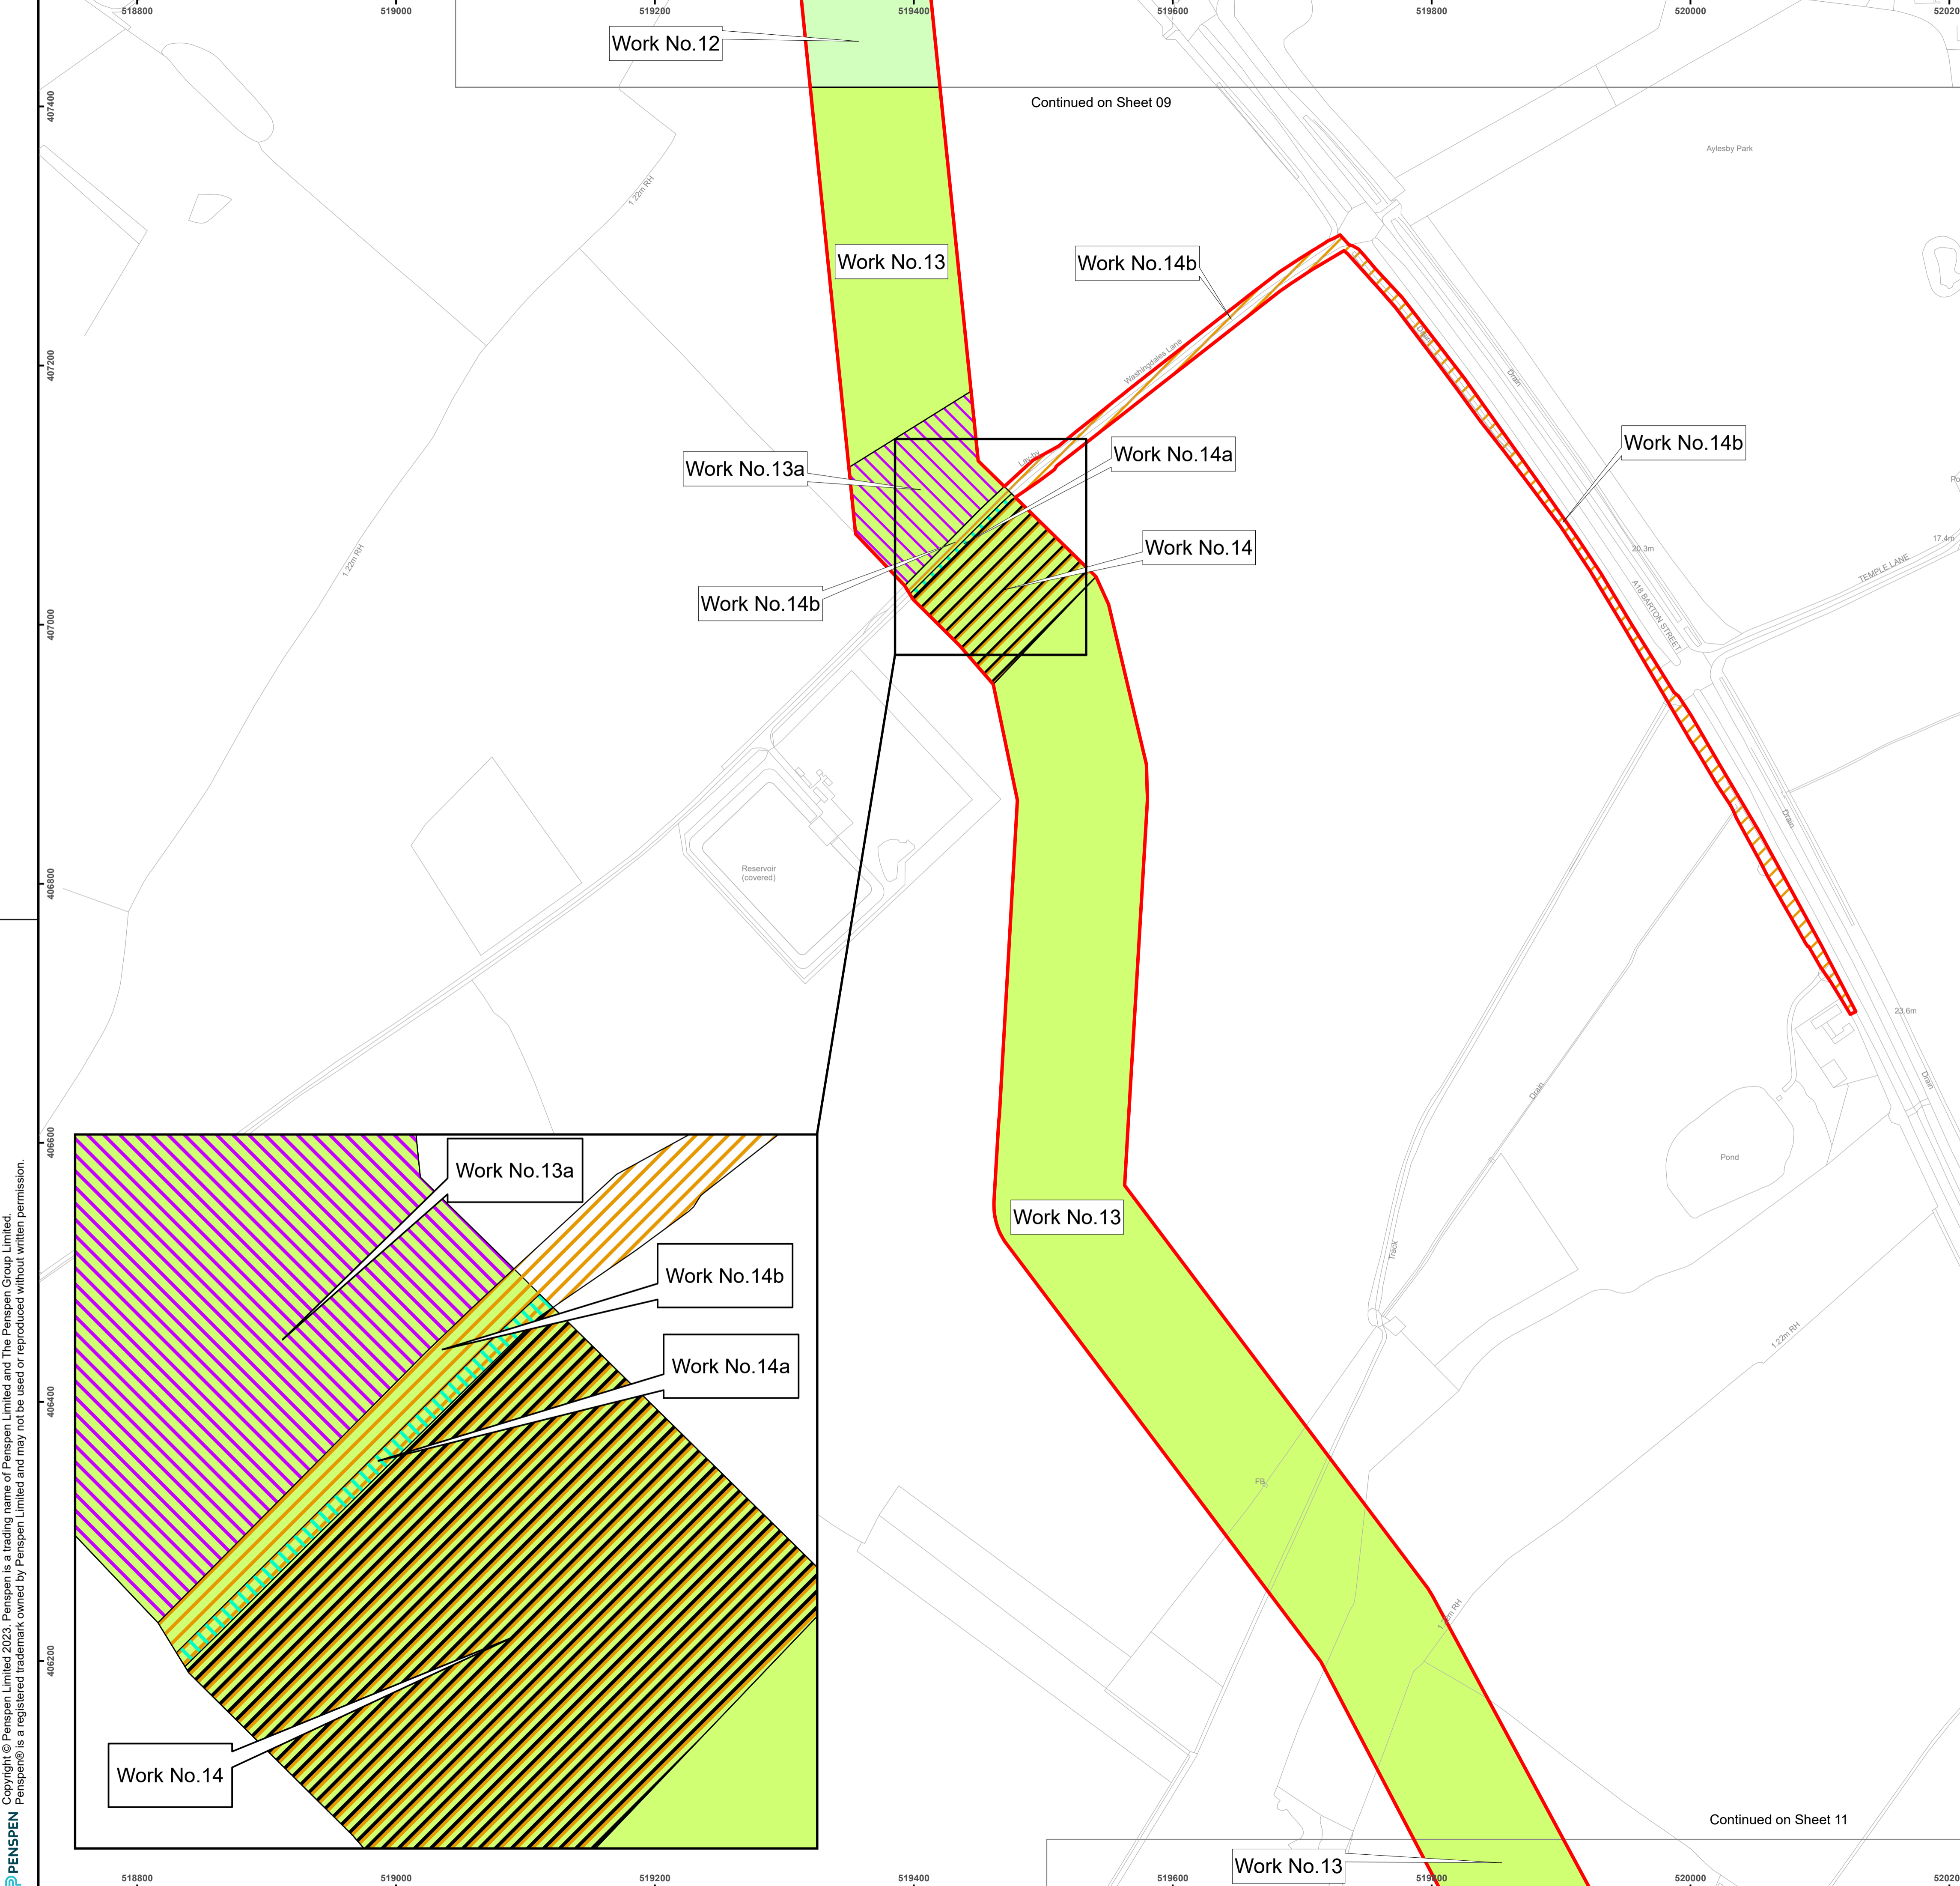 518800
519000
519200
519400
519600
519800
520000
Work No.12
Continued on Sheet 09
407400
Aylesby Park
1.22m RH
Work No.13
Work No.14b
407200
Washingdales Lane
Drain
Work No.13a
Lay-by
Work No.14a
Work No.14b
Work No.14
20.3m
17.4m
TEMPLE LANE
1.22m RH
A18 BARTON STREET
Work No.14b
407000
Drain
Reservoir
(covered)
406800
23.6m
Drain
Drain
406600
Pond
Work No.13a
Work No.13
Track
Work No.14b
1.22m RH
Work No.14a
406400
FB
1.22m RH
406200
Work No.14
Continued on Sheet 11
Work No.13
518800
519000
519200
519400
519600
519800
520000
PENSPEN
Copyright © Penspen Limited 2023. Penspen is a trading name of Penspen Limited and The Penspen Group Limited.
Penspen® is a registered trademark owned by Penspen Limited and may not be used or reproduced without written permission.